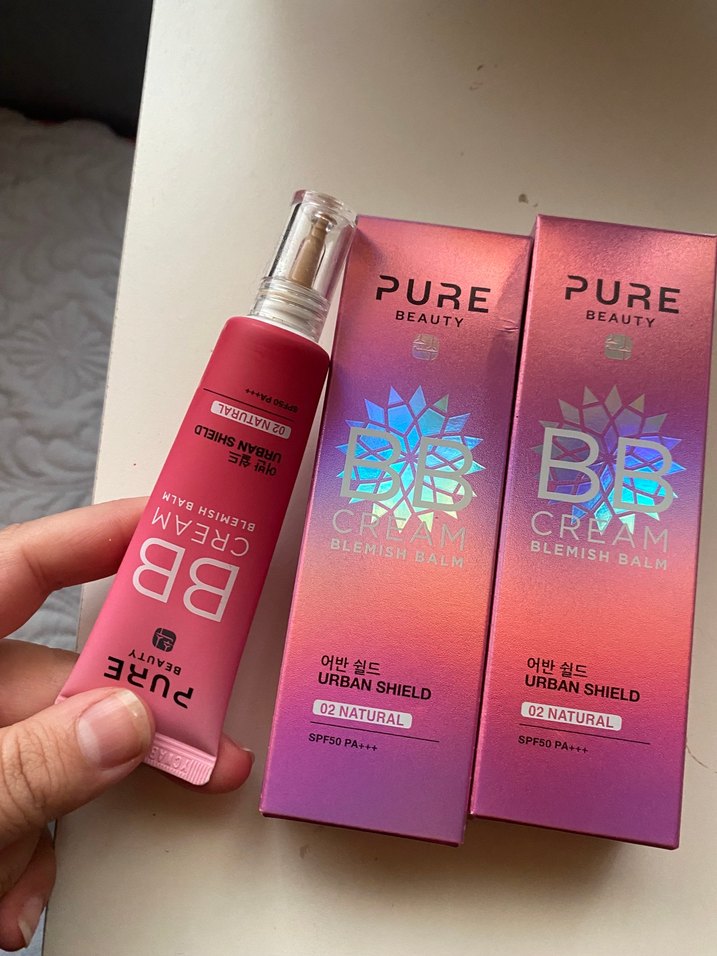 PURE
BEAUTY
BB
CREAM
BLEMISH BALM
어반 쉴드
URBAN SHIELD
02 NATURAL
SPF50 PA+++
PURE
BEAUTY
BB
CREAM
BLEMISH BALM
어반 쉴드
URBAN SHIELD
02 NATURAL
SPF50 PA+++
PURE
BEAUTY
BB
CREAM
BLEMISH BALM
어반 쉴드
URBAN SHIELD
02 NATURAL
SPF50 PA+++